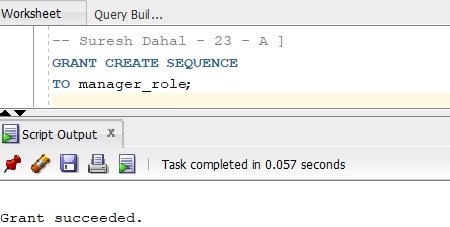 Worksheet Query Buil...
-- Suresh Dahal - 23 - A ]
GRANT CREATE SEQUENCE
TO manager_role;
Script Output x
Task completed in 0.057 seconds
Grant succeeded.